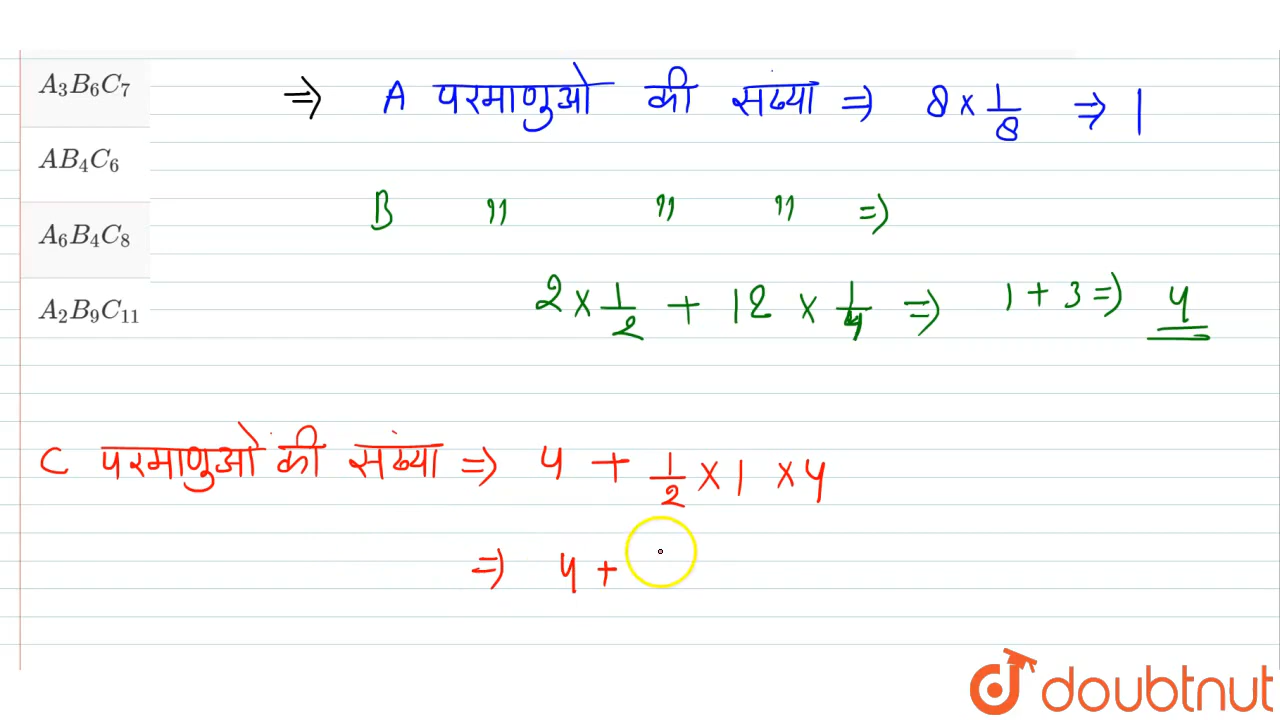 A₃B₆C₇
AB₄C₆
A₆B₄C₈
A₂B₉C₁₁
⇒ A परमाणुओ की सख्या ⇒ 8 × 1/8 ⇒ 1
B " " " ⇒
2 × 1/2 + 12 × 1/4 ⇒ 1 + 3 ⇒ 4
C परमाणुओं की संख्या ⇒ 4 + 1/2 × 1 × 4
⇒ 4 +
doubtnut